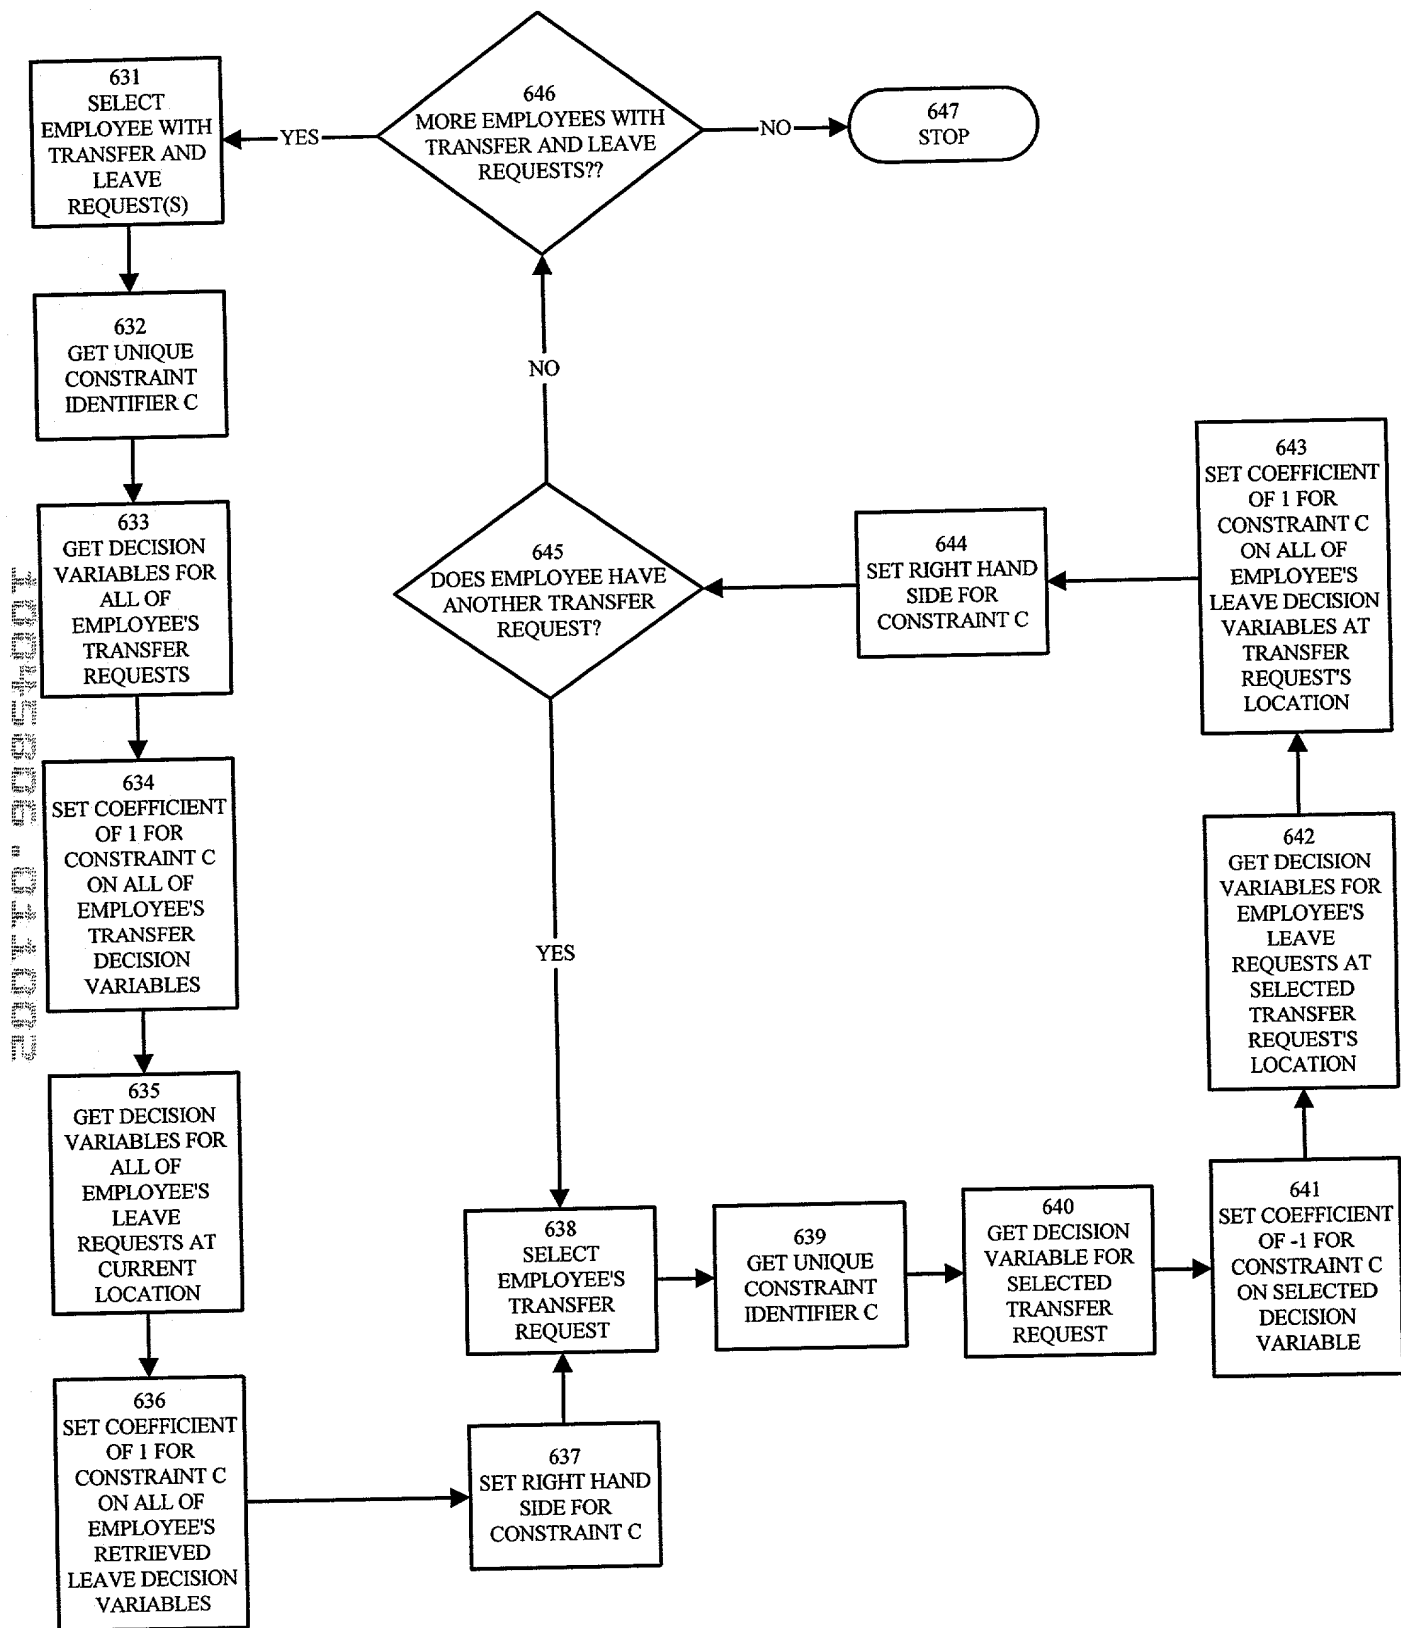 631
SELECT
EMPLOYEE WITH
TRANSFER AND
LEAVE
REQUEST(S)
YES
646
MORE EMPLOYEES WITH
TRANSFER AND LEAVE
REQUESTS??
NO
647
STOP
632
GET UNIQUE
CONSTRAINT
IDENTIFIER C
633
GET DECISION
VARIABLES FOR
ALL OF
EMPLOYEE'S
TRANSFER
REQUESTS
634
SET COEFFICIENT
OF 1 FOR
CONSTRAINT C
ON ALL OF
EMPLOYEE'S
TRANSFER
DECISION
VARIABLES
635
GET DECISION
VARIABLES FOR
ALL OF
EMPLOYEE'S
LEAVE
REQUESTS AT
CURRENT
LOCATION
636
SET COEFFICIENT
OF 1 FOR
CONSTRAINT C
ON ALL OF
EMPLOYEE'S
RETRIEVED
LEAVE DECISION
VARIABLES
637
SET RIGHT HAND
SIDE FOR
CONSTRAINT C
638
SELECT
EMPLOYEE'S
TRANSFER
REQUEST
639
GET UNIQUE
CONSTRAINT
IDENTIFIER C
640
GET DECISION
VARIABLE FOR
SELECTED
TRANSFER
REQUEST
641
SET COEFFICIENT
OF -1 FOR
CONSTRAINT C
ON SELECTED
DECISION
VARIABLE
642
GET DECISION
VARIABLES FOR
EMPLOYEE'S
LEAVE
REQUESTS AT
SELECTED
TRANSFER
REQUEST'S
LOCATION
643
SET COEFFICIENT
OF 1 FOR
CONSTRAINT C
ON ALL OF
EMPLOYEE'S
LEAVE DECISION
VARIABLES AT
TRANSFER
REQUEST'S
LOCATION
644
SET RIGHT HAND
SIDE FOR
CONSTRAINT C
645
DOES EMPLOYEE HAVE
ANOTHER TRANSFER
REQUEST?
NO
YES